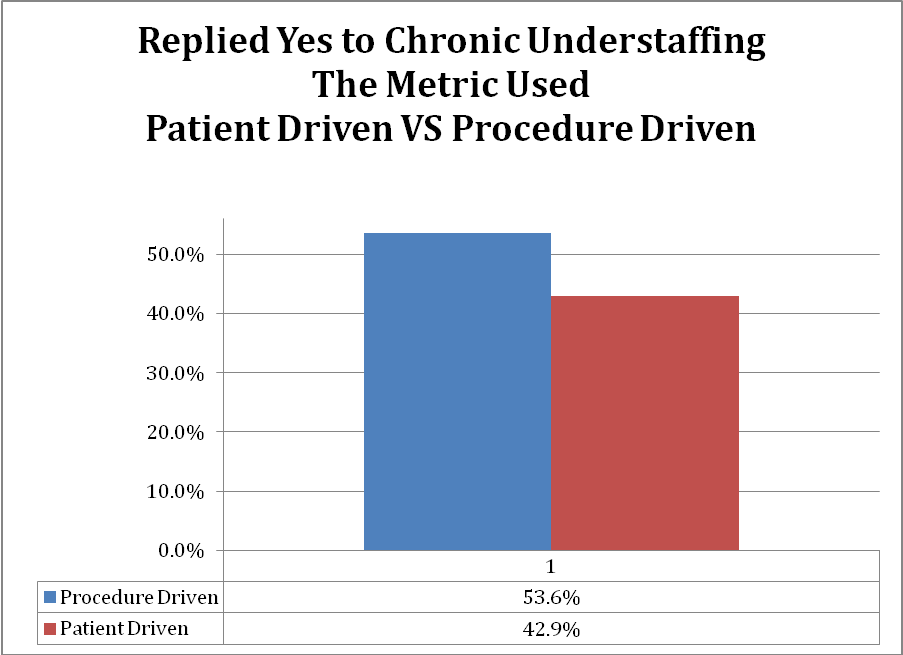 Replied Yes to Chronic Understaffing
The Metric Used
Patient Driven VS Procedure Driven
50.0%
40.0%
30.0%
20.0%
10.0%
0.0%
1
Procedure Driven 53.6%
Patient Driven 42.9%